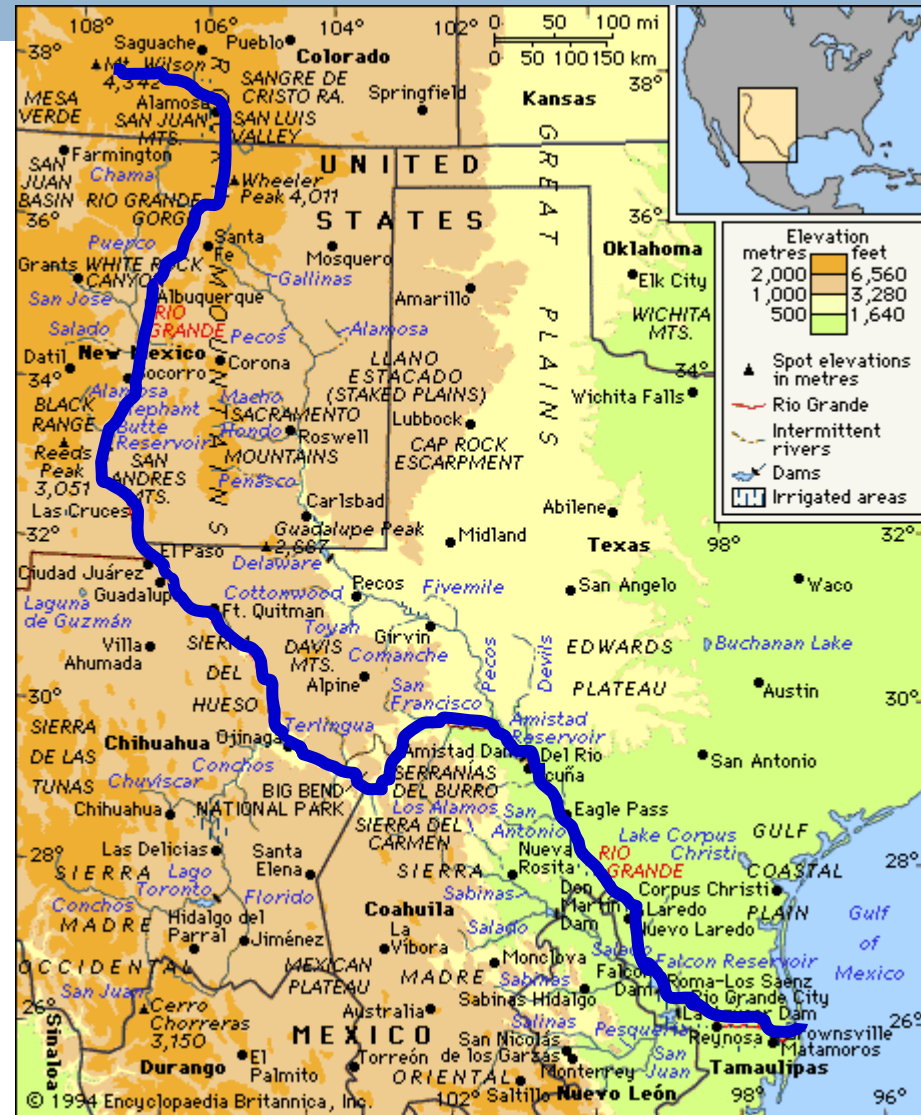 108° 106° 104° 102°
0 50 100 mi
0 50 100 150 km
38°
Saguache
Pueblo
Colorado
Mt. Wilson
4,342
SANGRE DE
CRISTO RA.
Springfield
Kansas
38°
MESA
VERDE
Alamosa
SAN JUAN
MTS.
SAN LUIS
VALLEY
Farmington
Chama
SAN
JUAN
BASIN
RIO GRANDE
GORGE
Wheeler
Peak 4,011
UNITED
STATES
GREAT PLAINS
36°
36°
Puerco
Santa
Fe
Mosquero
Gallinas
Oklahoma
Elk City
Grants
WHITE ROCK
CANYON
San Jose
Albuquerque
RIO
GRANDE
Amarillo
WICHITA
MTS.
Salado
Pecos
Alamosa
Datil
New Mexico
Corona
LLANO
ESTACADO
(STAKED PLAINS)
34°
34°
Socorro
Wichita Falls
Alamosa
Elephant
Butte
Reservoir
BLACK
RANGE
Macho
SACRAMENTO
Hondo
Roswell
MOUNTAINS
Lubbock
CAP ROCK
ESCARPMENT
Reeds
Peak
3,051
SAN
ANDRES
MTS.
Penasco
Las Cruces
Carlsbad
Abilene
Guadalupe Peak
2,667
Midland
32°
98°
32°
El Paso
Texas
Delaware
Ciudad Juárez
Guadalup
Cottonwood
Pecos
Fivemile
San Angelo
Waco
Laguna
de Guzmán
Ft. Quitman
Toyah
Girvin
Villa
Ahumada
SIERRA
DEL
HUESO
DAVIS
MTS.
Comanche
Pecos
Devils
EDWARDS
PLATEAU
Buchanan Lake
Alpine
San
Francisco
Austin
30°
30°
SIERRA
DE LAS
TUNAS
Chihuahua
Ojinaga
Terlingua
Amistad
Reservoir
Conchos
Amistad Dam
Del Rio
cuña
San Antonio
Chuviscar
BIG BEND
NATIONAL PARK
SERRANÍAS
DEL BURRO
Chihuahua
Los Alamos
San
Antonio
Eagle Pass
SIERRA DEL
CARMEN
Lake Corpus
Christi
GULF
COASTAL
PLAIN
28°
28°
Las Delicias
Santa
Elena
SIERRA
Nueva
Rosita
RIO
GRANDE
SIERRA
MADRE
OCCIDENTAL
Lago
Toronto
Florido
Sabinas
Don
Martin
Dam
Corpus Christi
Laredo
Nuevo Laredo
Conchos
Hidalgo del
Parral
Jiménez
Coahuila
La
Víbora
Salado
Salado
Gulf
of
Mexico
MEXICAN
PLATEAU
Monclova
MADRE
Sabinas
Falcon Reservoir
Falcon
Dam
Roma-Los Saenz
Rio Grande City
San Juan
Sabinas Hidalgo
26°
26°
Cerro
Chorreras
3,150
Australia
Salinas
Pesqueria
Reynosa
Brownsville
Matamoros
Sinaloa
MEXICO
San Nicolás
de los Garzas
San
Juan
Tamaulipas
Durango
El
Palmito
Torreón
ORIENTAL
Monterrey
© 1994 Encyclopaedia Britannica, Inc.
102°
Saltillo
Nuevo León
98°
96°
Elevation
metres feet
2,000 6,560
1,000 3,280
500 1,640
Spot elevations
in metres
Rio Grande
Intermittent
rivers
Dams
Irrigated areas